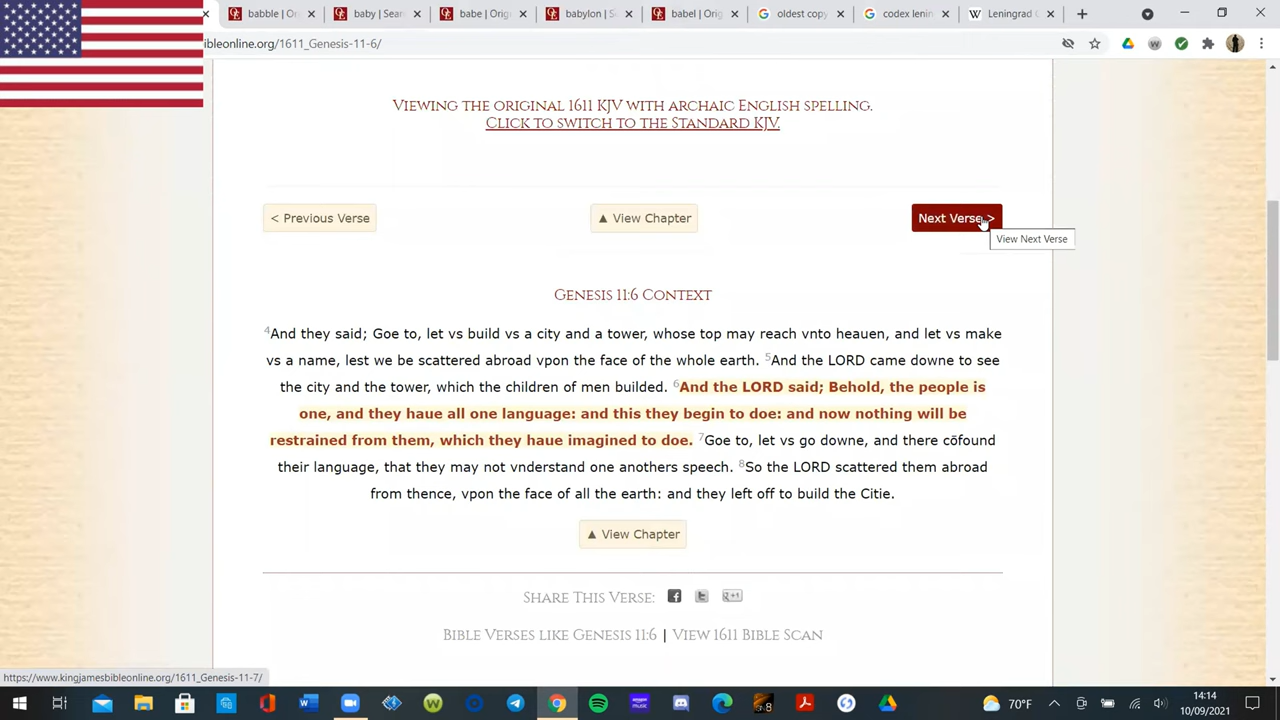 babble | O
baby | Sear
babe | Orig
babylon | S
babel | Orig
oldest copy
codex lenin
Leningrad C
bibleonline.org/1611_Genesis-11-6/
Viewing the original 1611 KJV with archaic English spelling.
Click to switch to the Standard KJV.
< Previous Verse
▲ View Chapter
Next Verse >
View Next Verse
Genesis 11:6 Context
4And they said; Goe to, let vs build vs a city and a tower, whose top may reach vnto heauen, and let vs make
vs a name, lest we be scattered abroad vpon the face of the whole earth. 5And the LORD came downe to see
the city and the tower, which the children of men builded. 6And the LORD said; Behold, the people is
one, and they haue all one language: and this they begin to doe: and now nothing will be
restrained from them, which they haue imagined to doe. 7Goe to, let vs go downe, and there cōfound
their language, that they may not vnderstand one anothers speech. 8So the LORD scattered them abroad
from thence, vpon the face of all the earth: and they left off to build the Citie.
▲ View Chapter
Share This Verse:
Bible Verses like Genesis 11:6 | View 1611 Bible Scan
https://www.kingjamesbibleonline.org/1611_Genesis-11-7/
70°F
14:14
10/09/2021